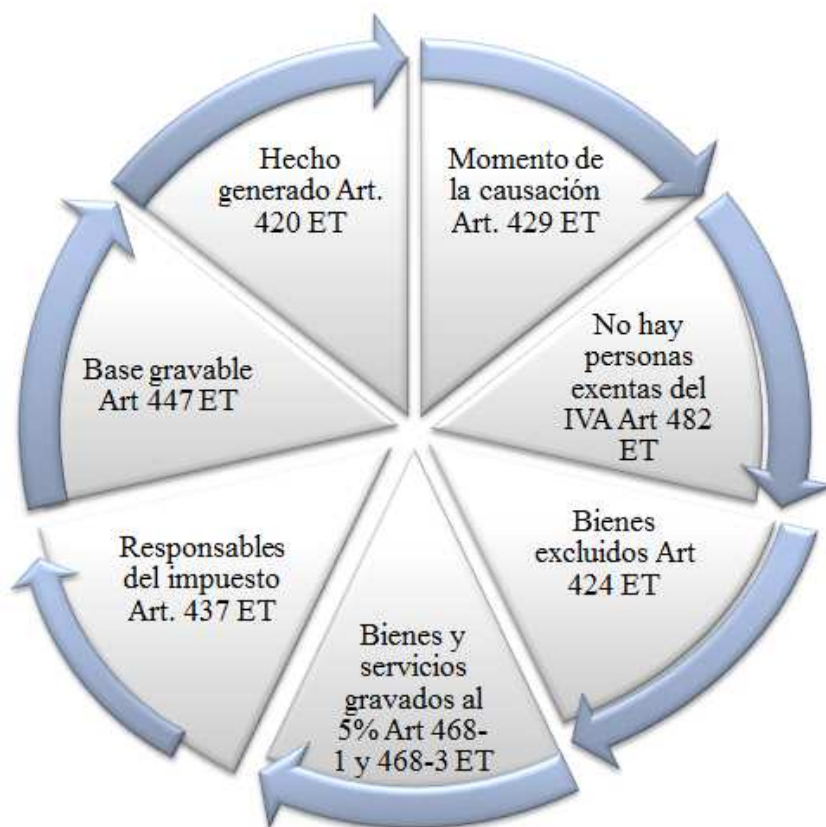 Hecho
generado Art.
420 ET
Momento de
la causación
Art. 429 ET
No hay
personas
exentas del
IVA Art 482
ET
Bienes
excluidos Art
424 ET
Bienes y
servicios
gravados al
5% Art 468-
1 y 468-3 ET
Responsables
del impuesto
Art. 437 ET
Base gravable
Art 447 ET